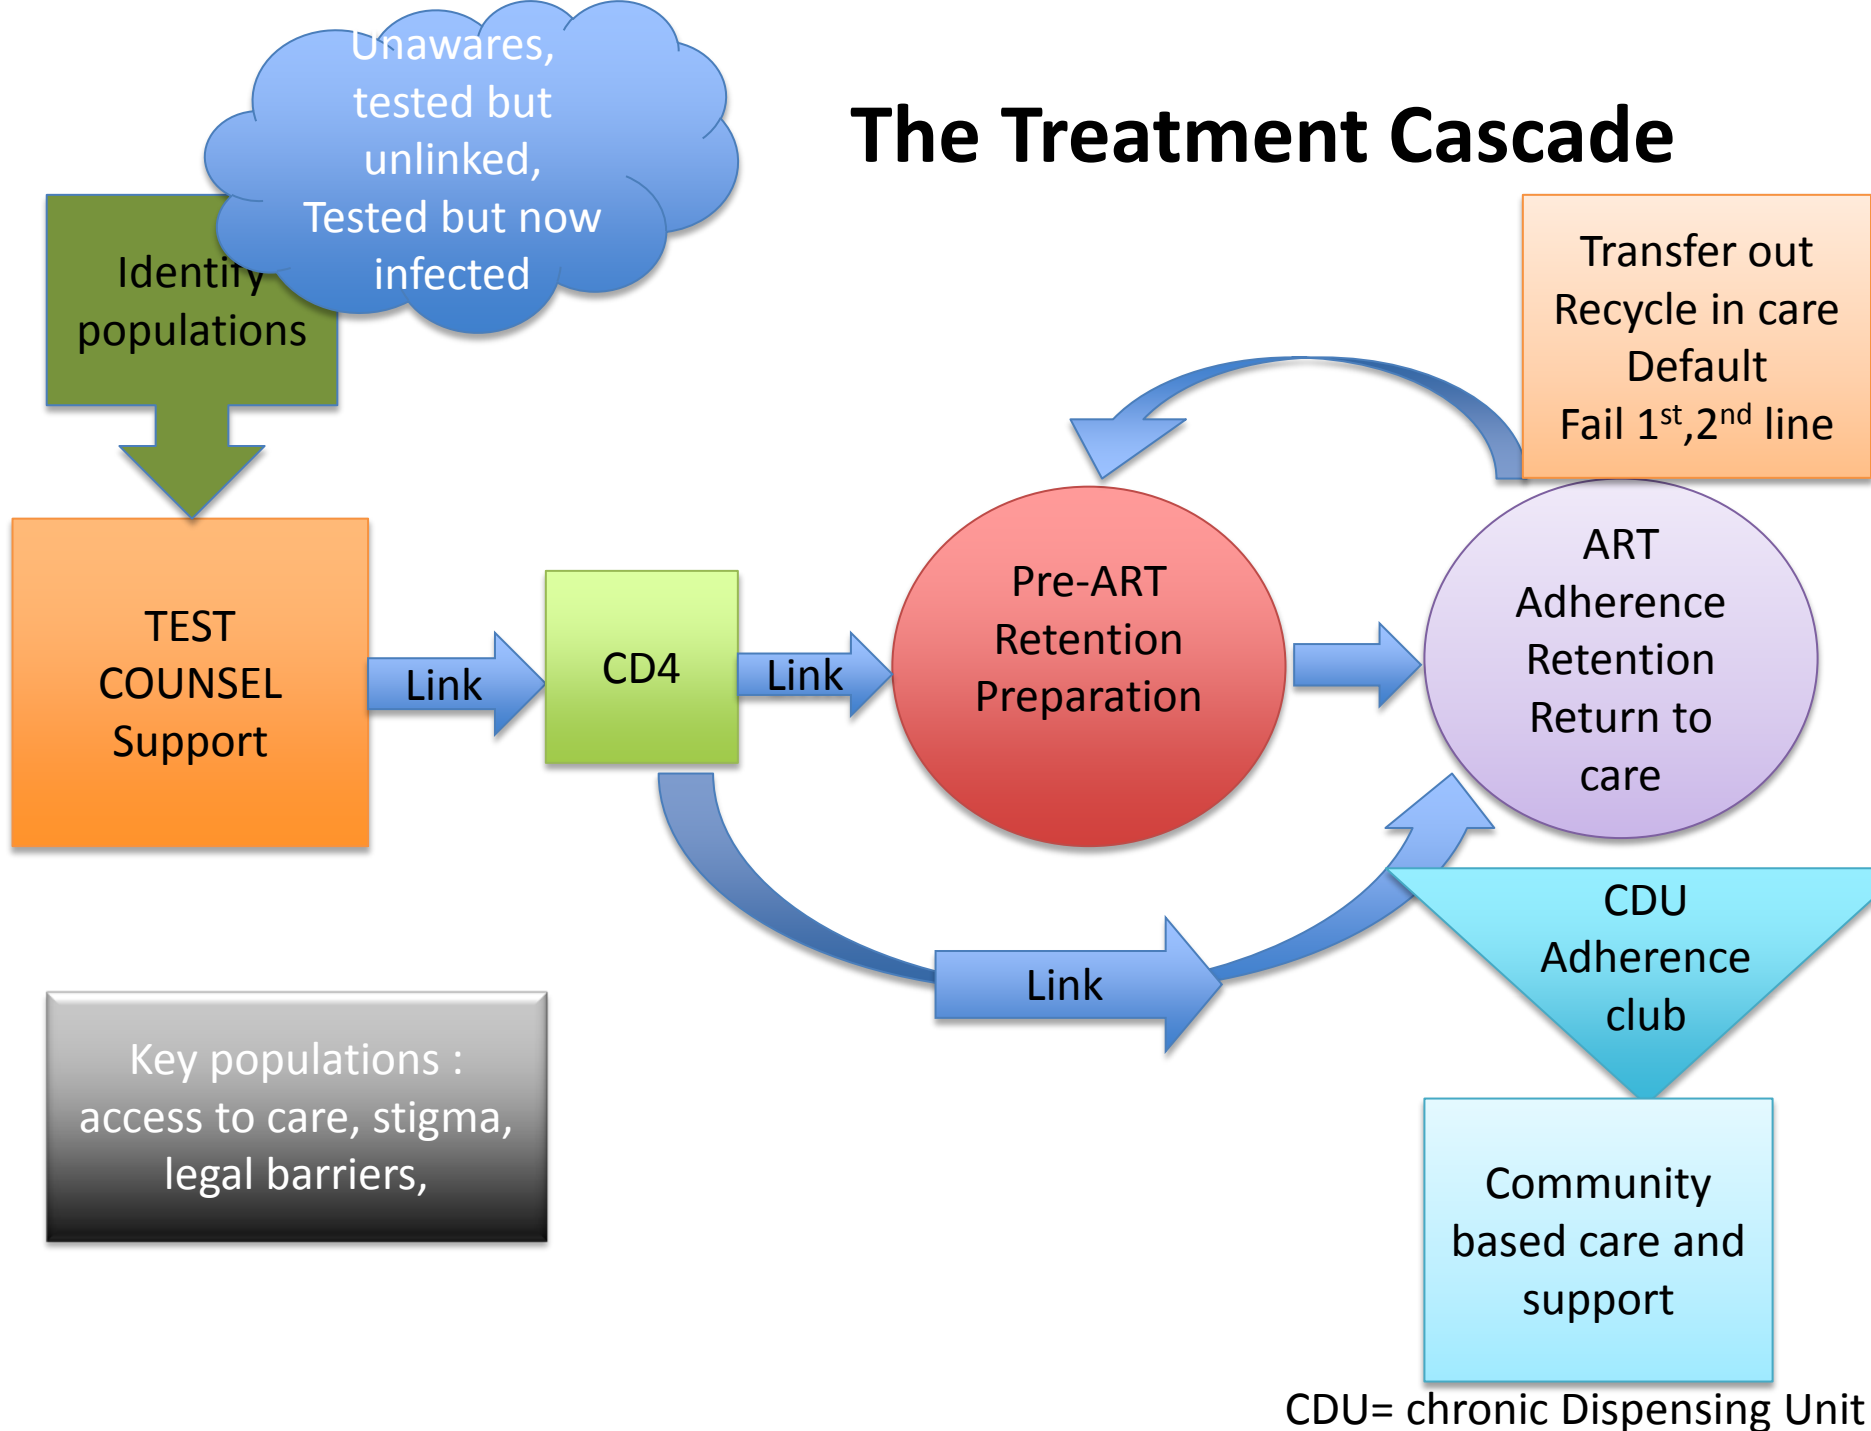 Unawares,
tested but
unlinked,
Tested but now
infected
The Treatment Cascade
Identify
populations
Transfer out
Recycle in care
Default
Fail 1st,2nd line
TEST
COUNSEL
Support
Link
CD4
Link
Pre-ART
Retention
Preparation
ART
Adherence
Retention
Return to
care
Link
CDU
Adherence
club
Key populations :
access to care, stigma,
legal barriers,
Community
based care and
support
CDU= chronic Dispensing Unit